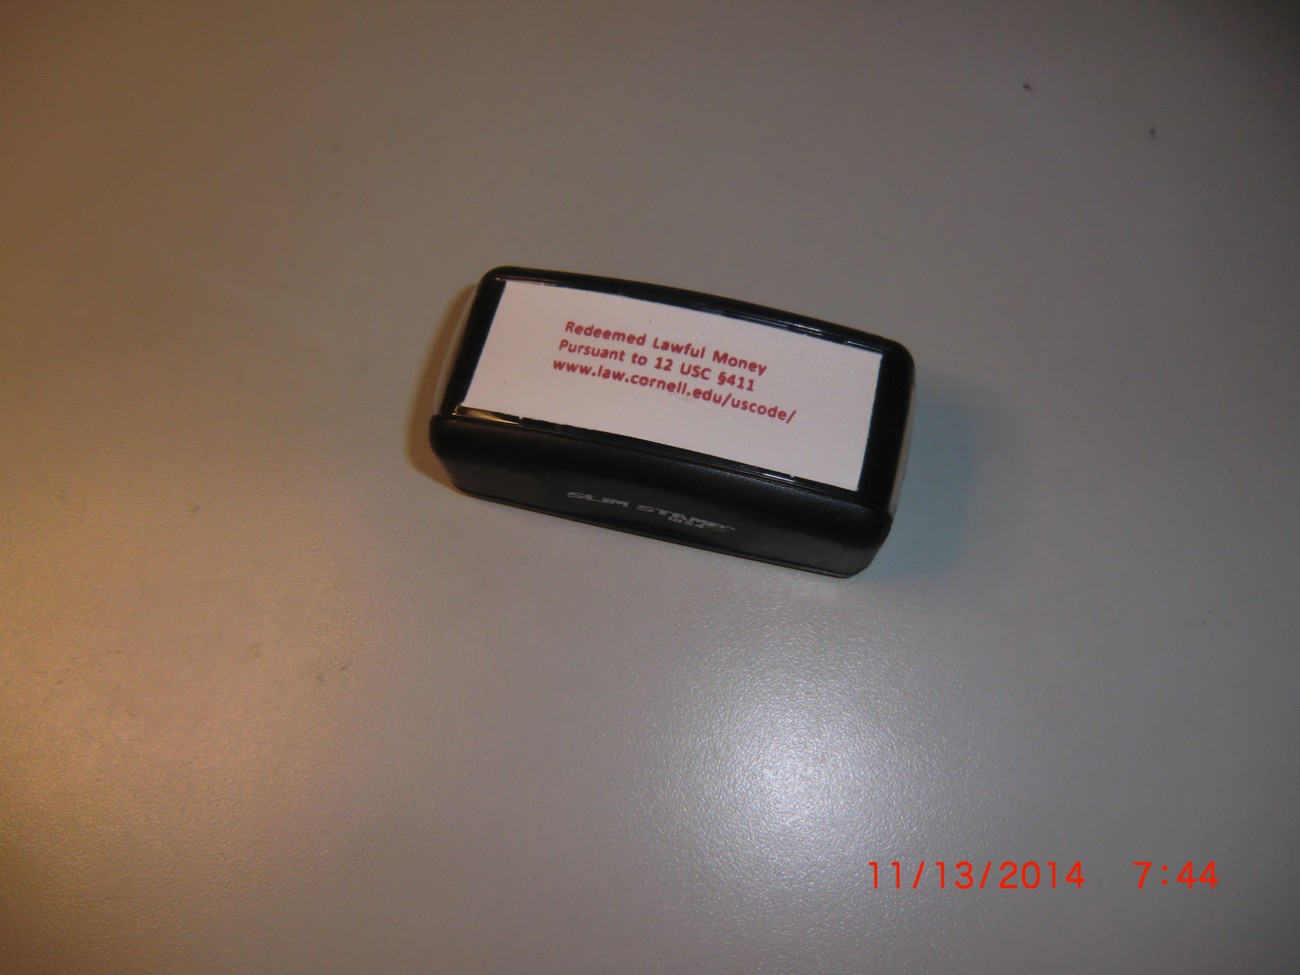 Redeemed Lawful Money
Pursuant to 12 USC §411
www.law.cornell.edu/uscode/
SLIM STAMP
1854
11/13/2014 7:44